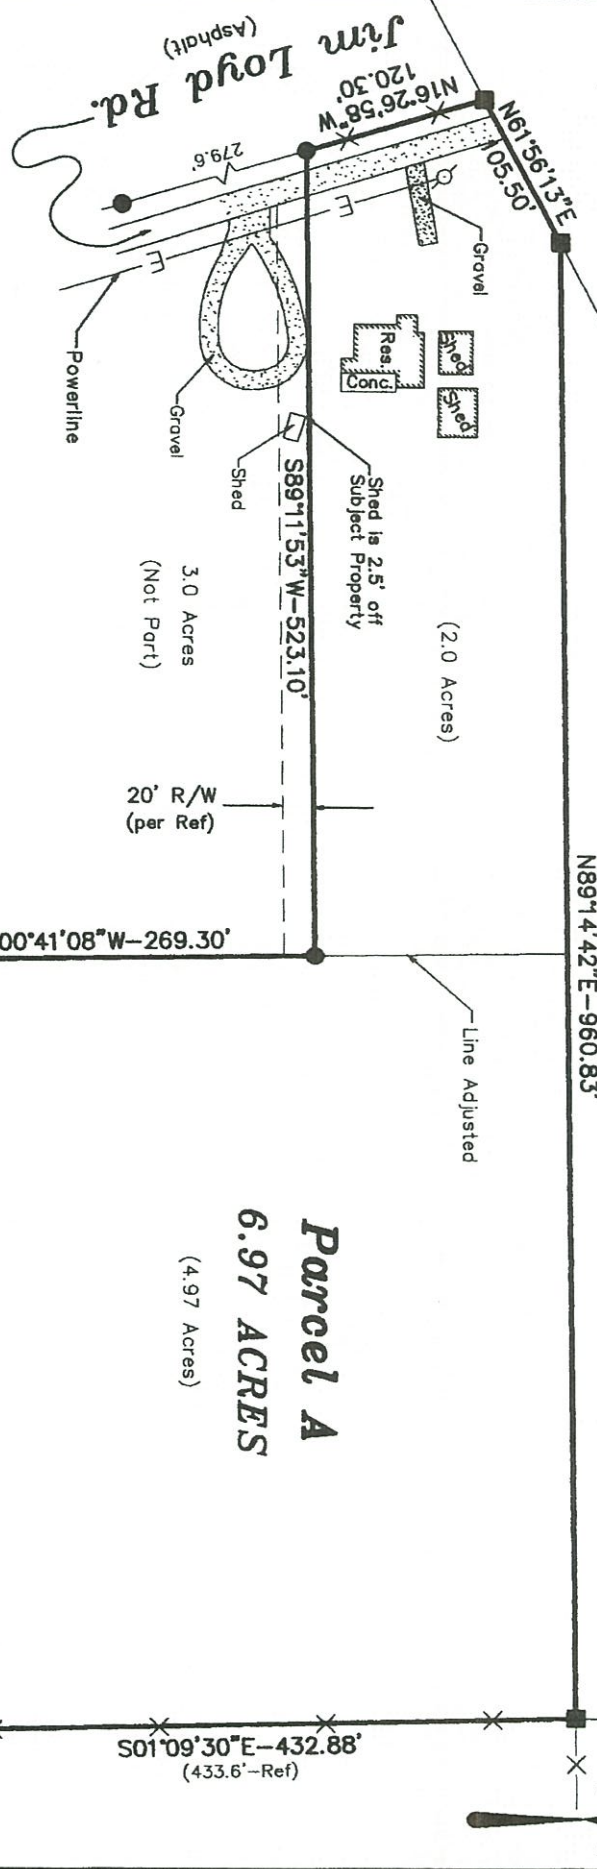 Jim Loyd Rd.
(Asphalt)
N16°26'58"W
120.30'
N61°56'13"E
105.50'
279.6'
E
E
Gravel
Powerline
Gravel
Shed
Res.
Conc.
Shed
Shed
Shed is 2.5' off
Subject Property
S89°11'53"W-523.10'
3.0 Acres
(Not Part)
(2.0 Acres)
20' R/W
(per Ref)
00°41'08"W-269.30'
N89°14'42"E-960.83'
Line Adjusted
Parcel A
6.97 ACRES
(4.97 Acres)
S01°09'30"E-432.88'
(433.6'-Ref)